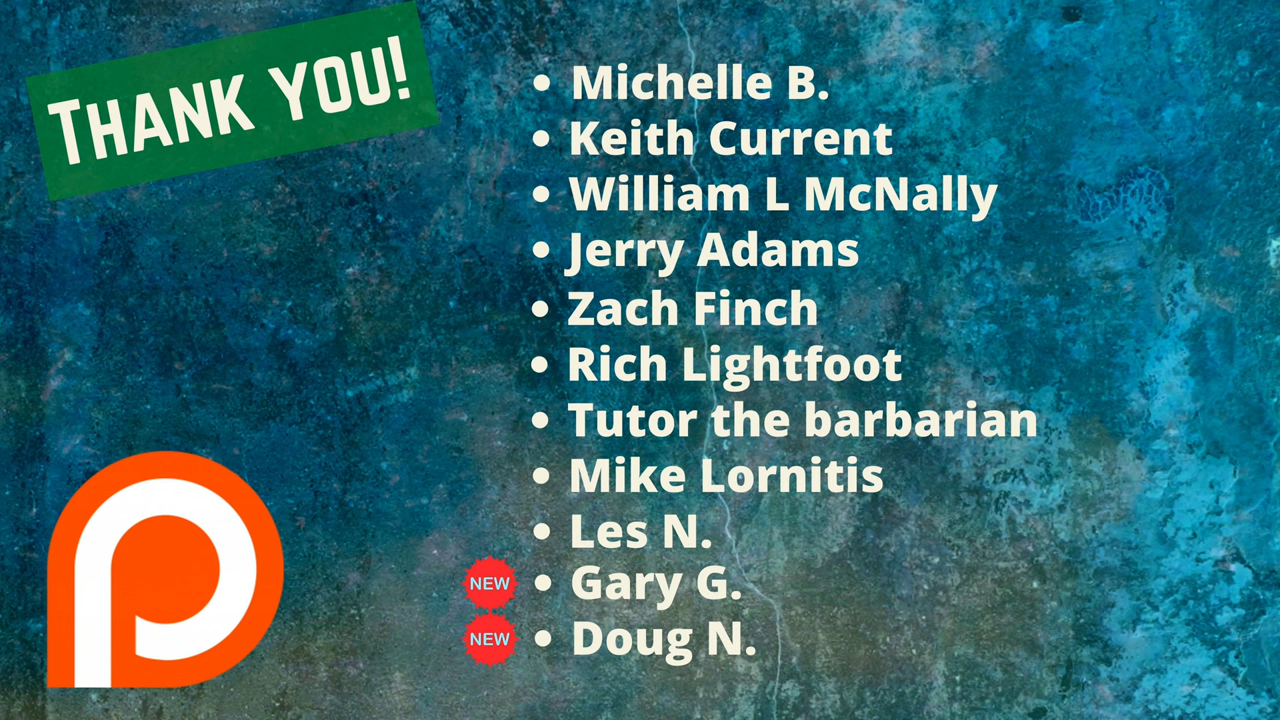 THANK YOU!
• Michelle B.
• Keith Current
• William L McNally
• Jerry Adams
• Zach Finch
• Rich Lightfoot
• Tutor the barbarian
• Mike Lornitis
• Les N.
NEW • Gary G.
NEW • Doug N.